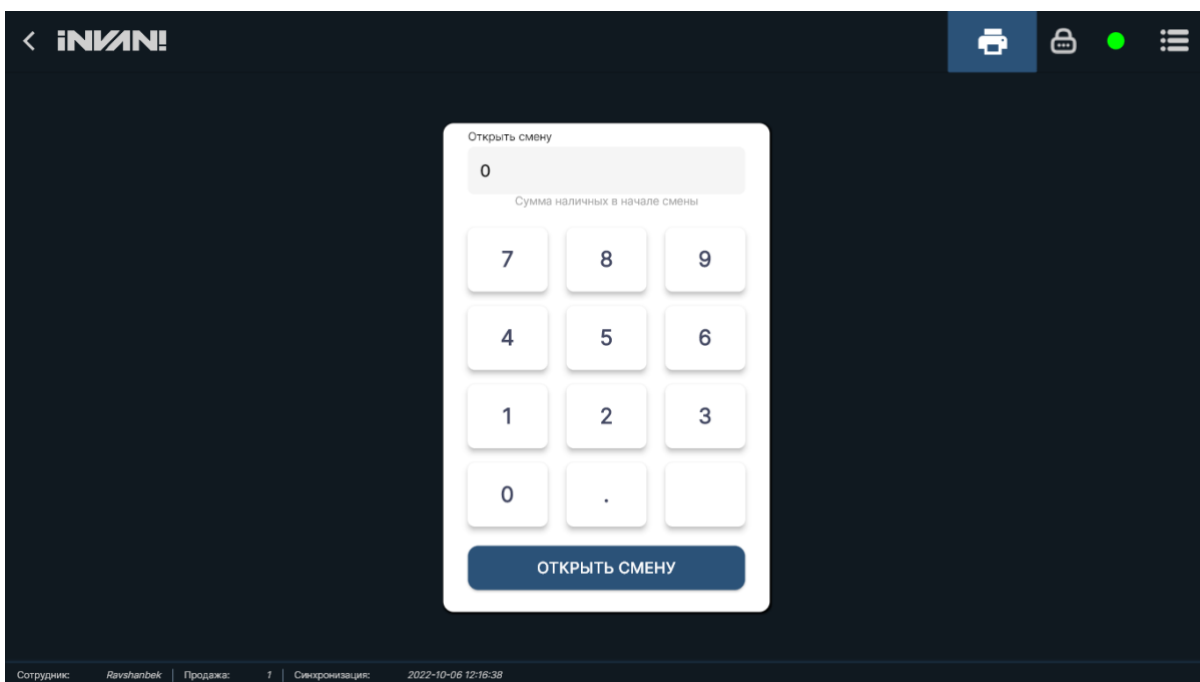 iNVAN!
Открыть смену
0
Сумма наличных в начале смены
7 8 9
4 5 6
1 2 3
0 .
ОТКРЫТЬ СМЕНУ
Сотрудник: Ravshanbek | Продажа: 1 | Синхронизация: 2022-10-06 12:16:38